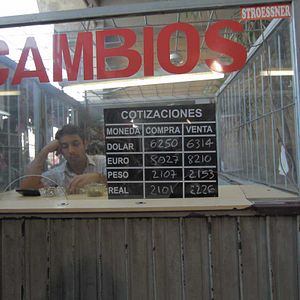 STROESSNER
CAMBIOS
COTIZACIONES
MONEDA COMPRA VENTA
DOLAR 6250 6314
EURO 8027 8210
PESO 2107 2153
REAL 2101 2226